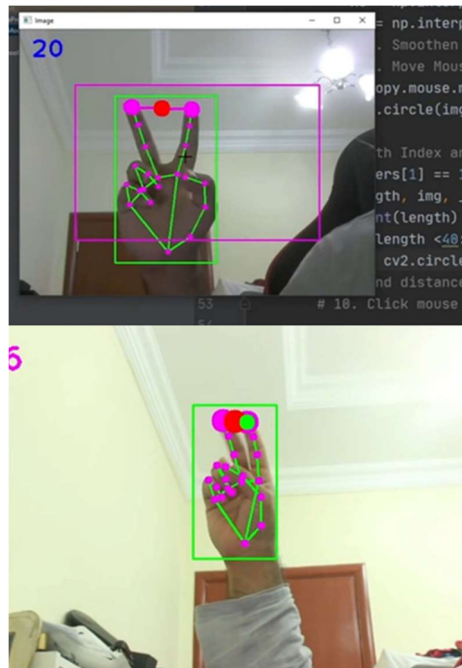 Image
20
= np.interp
. Smoothen
. Move Mous
opy.mouse.m
.circle(img
th Index an
ers[1] == 1
gth, img, _
nt(length)
length <40:
cv2.circle
nd distance
53 # 10. Click mouse
6